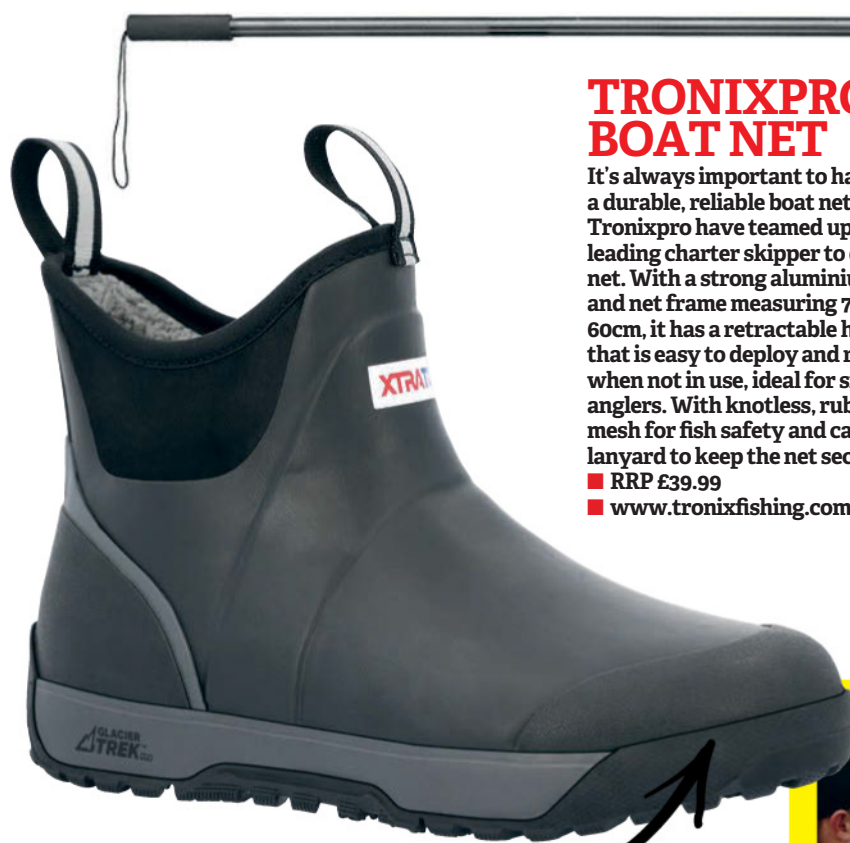 TRONIXPRO
BOAT NET
It's always important to ha
a durable, reliable boat net
Tronixpro have teamed up
leading charter skipper to
net. With a strong aluminiu
and net frame measuring 7
60cm, it has a retractable h
that is easy to deploy and r
when not in use, ideal for s
anglers. With knotless, rub
mesh for fish safety and ca
lanyard to keep the net sec
RRP £39.99
www.tronixfishing.com
XTRAT
GLACIER
TREK™